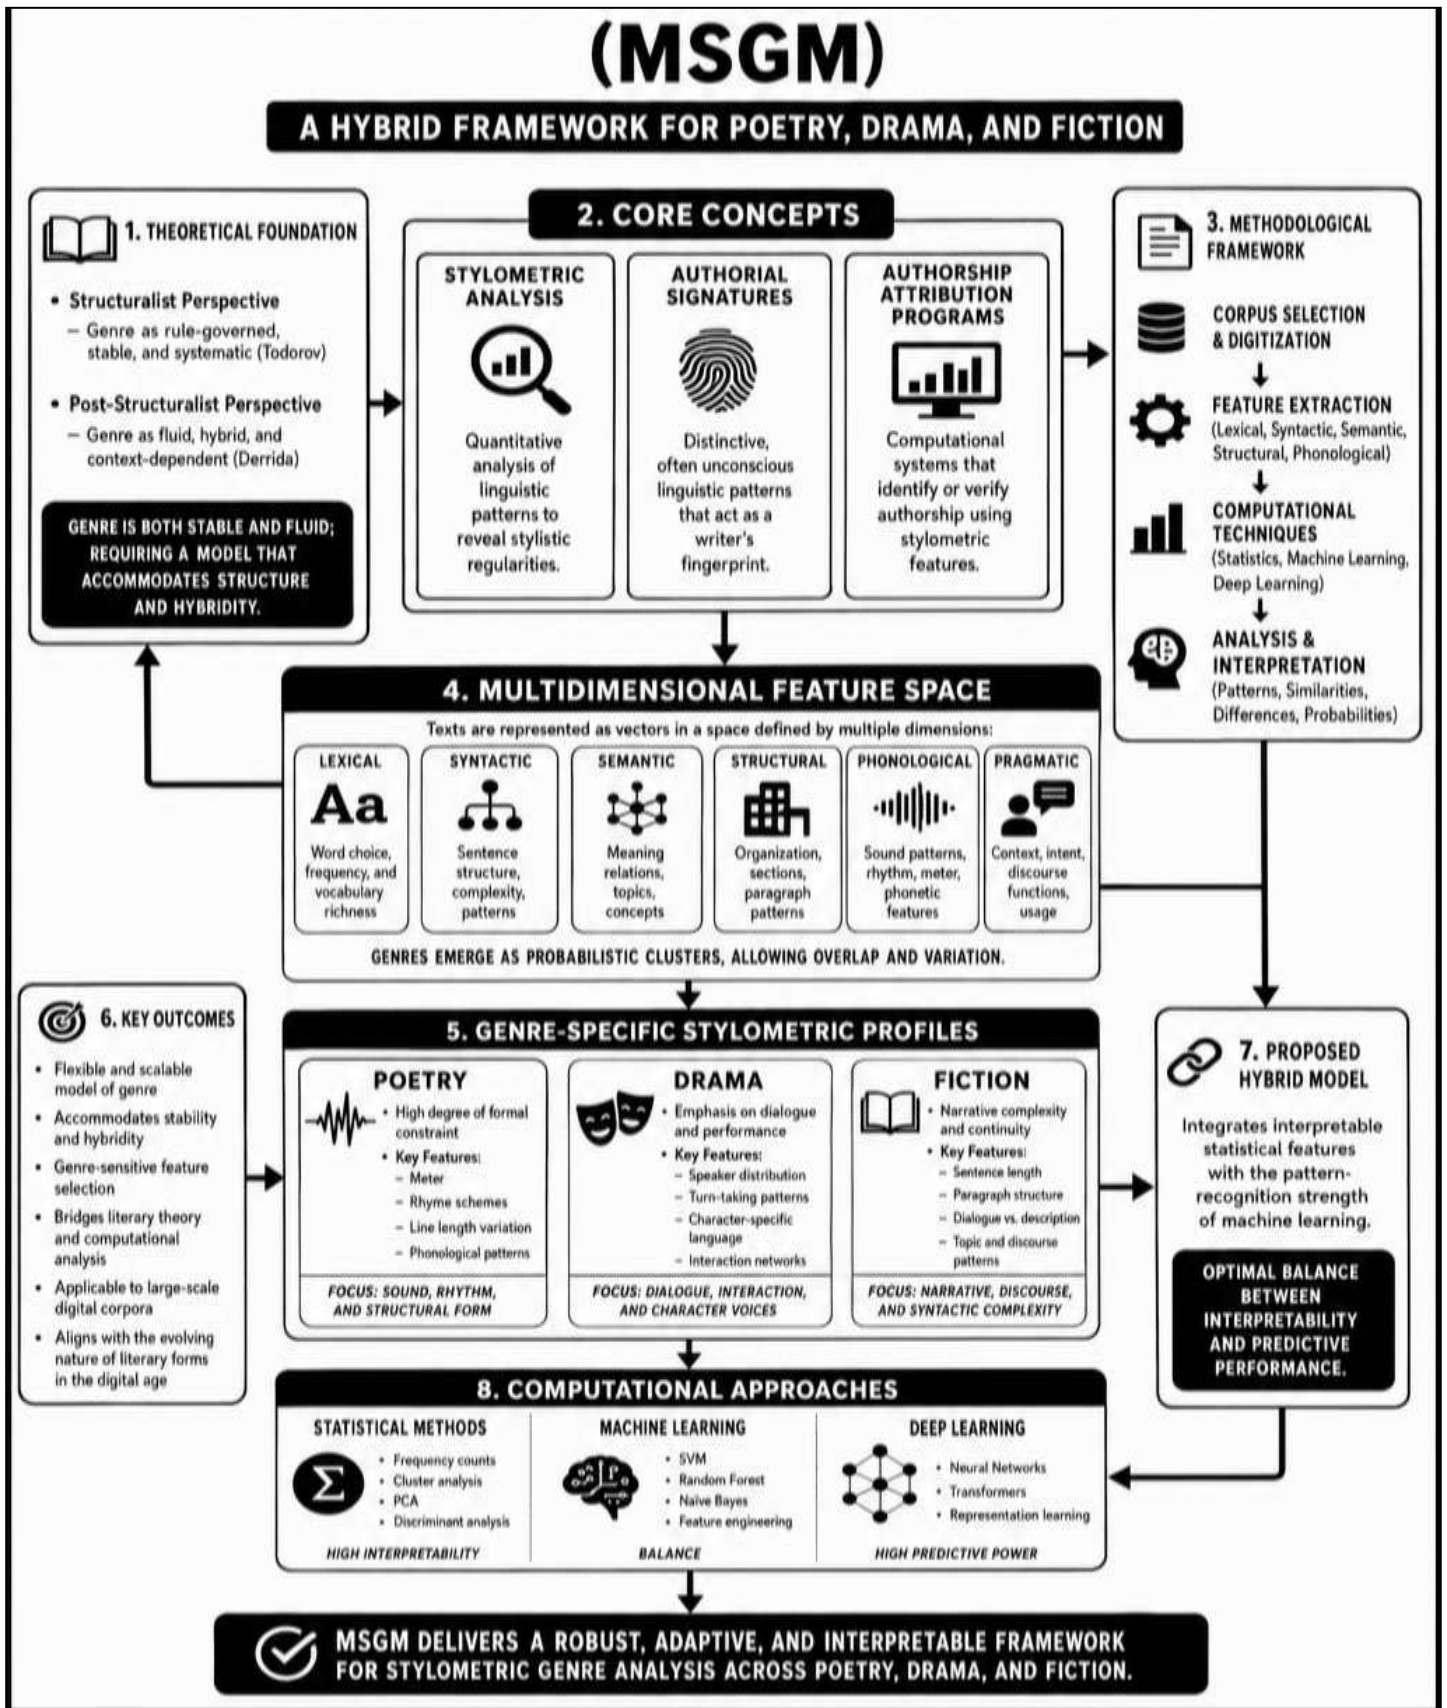 (MSGM)
A HYBRID FRAMEWORK FOR POETRY, DRAMA, AND FICTION
1. THEORETICAL FOUNDATION
• Structuralist Perspective
– Genre as rule-governed,
stable, and systematic (Todorov)
• Post-Structuralist Perspective
– Genre as fluid, hybrid, and
context-dependent (Derrida)
GENRE IS BOTH STABLE AND FLUID;
REQUIRING A MODEL THAT
ACCOMMODATES STRUCTURE
AND HYBRIDITY.
2. CORE CONCEPTS
STYLOMETRIC
ANALYSIS
Quantitative
analysis of
linguistic
patterns to
reveal stylistic
regularities.
AUTHORIAL
SIGNATURES
Distinctive,
often unconscious
linguistic patterns
that act as a
writer's
fingerprint.
AUTHORSHIP
ATTRIBUTION
PROGRAMS
Computational
systems that
identify or verify
authorship using
stylometric
features.
3. METHODOLOGICAL
FRAMEWORK
CORPUS SELECTION
& DIGITIZATION
FEATURE EXTRACTION
(Lexical, Syntactic, Semantic,
Structural, Phonological)
COMPUTATIONAL
TECHNIQUES
(Statistics, Machine Learning,
Deep Learning)
ANALYSIS &
INTERPRETATION
(Patterns, Similarities,
Differences, Probabilities)
4. MULTIDIMENSIONAL FEATURE SPACE
Texts are represented as vectors in a space defined by multiple dimensions:
LEXICAL
Aa
Word choice,
frequency, and
vocabulary
richness
SYNTACTIC
Sentence
structure,
complexity,
patterns
SEMANTIC
Meaning
relations,
topics,
concepts
STRUCTURAL
Organization,
sections,
paragraph
patterns
PHONOLOGICAL
Sound patterns,
rhythm, meter,
phonetic
features
PRAGMATIC
Context, intent,
discourse
functions,
usage
GENRES EMERGE AS PROBABILISTIC CLUSTERS, ALLOWING OVERLAP AND VARIATION.
6. KEY OUTCOMES
• Flexible and scalable
model of genre
• Accommodates stability
and hybridity
• Genre-sensitive feature
selection
• Bridges literary theory
and computational
analysis
• Applicable to large-scale
digital corpora
• Aligns with the evolving
nature of literary forms
in the digital age
5. GENRE-SPECIFIC STYLOMETRIC PROFILES
POETRY
• High degree of formal
constraint
• Key Features:
– Meter
– Rhyme schemes
– Line length variation
– Phonological patterns
FOCUS: SOUND, RHYTHM,
AND STRUCTURAL FORM
DRAMA
• Emphasis on dialogue
and performance
• Key Features:
– Speaker distribution
– Turn-taking patterns
– Character-specific
language
– Interaction networks
FOCUS: DIALOGUE, INTERACTION,
AND CHARACTER VOICES
FICTION
• Narrative complexity
and continuity
• Key Features:
– Sentence length
– Paragraph structure
– Dialogue vs. description
– Topic and discourse
patterns
FOCUS: NARRATIVE, DISCOURSE,
AND SYNTACTIC COMPLEXITY
7. PROPOSED
HYBRID MODEL
Integrates interpretable
statistical features
with the pattern-
recognition strength
of machine learning.
OPTIMAL BALANCE
BETWEEN
INTERPRETABILITY
AND PREDICTIVE
PERFORMANCE.
8. COMPUTATIONAL APPROACHES
STATISTICAL METHODS
Σ
• Frequency counts
• Cluster analysis
• PCA
• Discriminant analysis
HIGH INTERPRETABILITY
MACHINE LEARNING
• SVM
• Random Forest
• Naïve Bayes
• Feature engineering
BALANCE
DEEP LEARNING
• Neural Networks
• Transformers
• Representation learning
HIGH PREDICTIVE POWER
MSGM DELIVERS A ROBUST, ADAPTIVE, AND INTERPRETABLE FRAMEWORK
FOR STYLOMETRIC GENRE ANALYSIS ACROSS POETRY, DRAMA, AND FICTION.